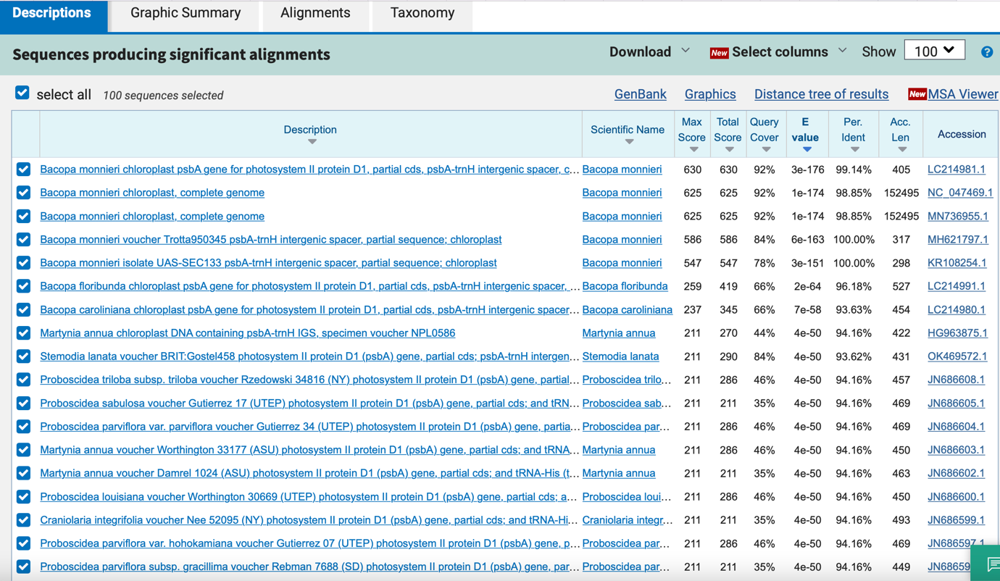 Descriptions Graphic Summary Alignments Taxonomy
Sequences producing significant alignments Download New Select columns Show 100 ?
select all 100 sequences selected GenBank Graphics Distance tree of results New MSA Viewer
Description Scientific Name Max Score Total Score Query Cover E value Per. Ident Acc. Len Accession
Bacopa monnieri chloroplast psbA gene for photosystem II protein D1, partial cds, psbA-trnH intergenic spacer, c... Bacopa monnieri 630 630 92% 3e-176 99.14% 405 LC214981.1
Bacopa monnieri chloroplast, complete genome Bacopa monnieri 625 625 92% 1e-174 98.85% 152495 NC_047469.1
Bacopa monnieri chloroplast, complete genome Bacopa monnieri 625 625 92% 1e-174 98.85% 152495 MN736955.1
Bacopa monnieri voucher Trotta950345 psbA-trnH intergenic spacer, partial sequence; chloroplast Bacopa monnieri 586 586 84% 6e-163 100.00% 317 MH621797.1
Bacopa monnieri isolate UAS-SEC133 psbA-trnH intergenic spacer, partial sequence; chloroplast Bacopa monnieri 547 547 78% 3e-151 100.00% 298 KR108254.1
Bacopa floribunda chloroplast psbA gene for photosystem II protein D1, partial cds, psbA-trnH intergenic spacer, ... Bacopa floribunda 259 419 66% 2e-64 96.18% 527 LC214991.1
Bacopa caroliniana chloroplast psbA gene for photosystem II protein D1, partial cds, psbA-trnH intergenic spacer... Bacopa caroliniana 237 345 66% 7e-58 93.63% 454 LC214980.1
Martynia annua chloroplast DNA containing psbA-trnH IGS, specimen voucher NPL0586 Martynia annua 211 270 44% 4e-50 94.16% 422 HG963875.1
Stemodia lanata voucher BRIT:Gostel458 photosystem II protein D1 (psbA) gene, partial cds; psbA-trnH intergen... Stemodia lanata 211 290 84% 4e-50 93.62% 431 OK469572.1
Proboscidea triloba subsp. triloba voucher Rzedowski 34816 (NY) photosystem II protein D1 (psbA) gene, partial... Proboscidea trilo... 211 286 46% 4e-50 94.16% 457 JN686608.1
Proboscidea sabulosa voucher Gutierrez 17 (UTEP) photosystem II protein D1 (psbA) gene, partial cds; and tRN... Proboscidea sab... 211 211 35% 4e-50 94.16% 469 JN686605.1
Proboscidea parviflora var. parviflora voucher Gutierrez 34 (UTEP) photosystem II protein D1 (psbA) gene, partia... Proboscidea par... 211 286 46% 4e-50 94.16% 469 JN686604.1
Martynia annua voucher Worthington 33177 (ASU) photosystem II protein D1 (psbA) gene, partial cds; and tRNA... Martynia annua 211 286 46% 4e-50 94.16% 450 JN686603.1
Martynia annua voucher Damrel 1024 (ASU) photosystem II protein D1 (psbA) gene, partial cds; and tRNA-His (t... Martynia annua 211 211 35% 4e-50 94.16% 463 JN686602.1
Proboscidea louisiana voucher Worthington 30669 (UTEP) photosystem II protein D1 (psbA) gene, partial cds; a... Proboscidea loui... 211 286 46% 4e-50 94.16% 450 JN686600.1
Craniolaria integrifolia voucher Nee 52095 (NY) photosystem II protein D1 (psbA) gene, partial cds; and tRNA-Hi... Craniolaria integr... 211 211 35% 4e-50 94.16% 493 JN686599.1
Proboscidea parviflora var. hohokamiana voucher Gutierrez 07 (UTEP) photosystem II protein D1 (psbA) gene, p... Proboscidea par... 211 286 46% 4e-50 94.16% 469 JN686597.1
Proboscidea parviflora subsp. gracillima voucher Rebman 7688 (SD) photosystem II protein D1 (psbA) gene, par... Proboscidea par... 211 211 35% 4e-50 94.16% 449 JN68659